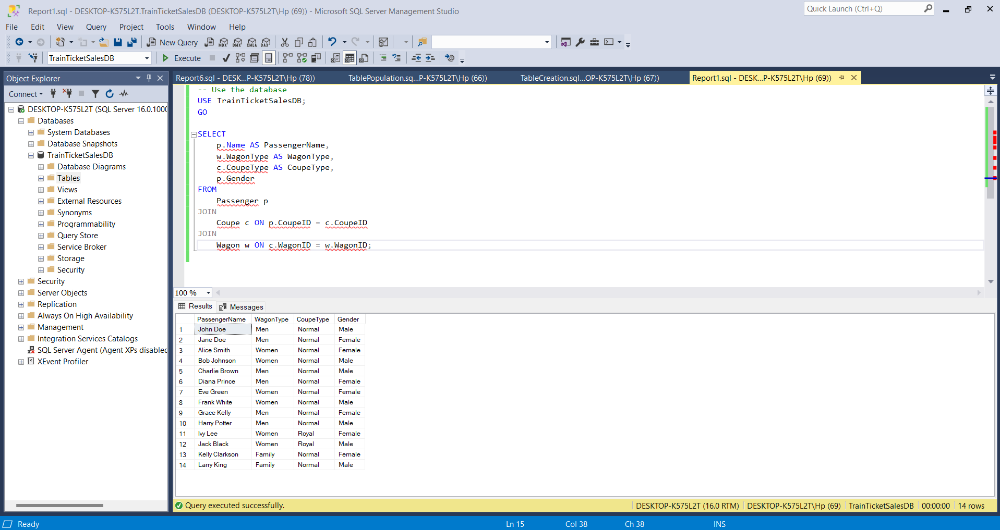 Report1.sql - DESKTOP-K575L2T.TrainTicketSalesDB (DESKTOP-K575L2T\Hp (69)) - Microsoft SQL Server Management Studio
Quick Launch (Ctrl+Q)
File Edit View Query Project Tools Window Help
New Query MDX DMX XMLA DAX
TrainTicketSalesDB Execute
Object Explorer
Connect
DESKTOP-K575L2T (SQL Server 16.0.1000
Databases
System Databases
Database Snapshots
TrainTicketSalesDB
Database Diagrams
Tables
Views
External Resources
Synonyms
Programmability
Query Store
Service Broker
Storage
Security
Security
Server Objects
Replication
Always On High Availability
Management
Integration Services Catalogs
SQL Server Agent (Agent XPs disabled
XEvent Profiler
Report6.sql - DESK...P-K575L2T\Hp (78)) TablePopulation.sq...P-K575L2T\Hp (66)) TableCreation.sql...OP-K575L2T\Hp (67)) Report1.sql - DESK...P-K575L2T\Hp (69))
-- Use the database
USE TrainTicketSalesDB;
GO
SELECT
p.Name AS PassengerName,
w.WagonType AS WagonType,
c.CoupeType AS CoupeType,
p.Gender
FROM
Passenger p
JOIN
Coupe c ON p.CoupeID = c.CoupeID
JOIN
Wagon w ON c.WagonID = w.WagonID;
100 %
Results Messages
PassengerName WagonType CoupeType Gender
1 John Doe Men Normal Male
2 Jane Doe Men Normal Female
3 Alice Smith Women Normal Female
4 Bob Johnson Women Normal Male
5 Charlie Brown Men Normal Male
6 Diana Prince Men Normal Female
7 Eve Green Women Normal Female
8 Frank White Women Normal Male
9 Grace Kelly Men Normal Female
10 Harry Potter Men Normal Male
11 Ivy Lee Women Royal Female
12 Jack Black Women Royal Male
13 Kelly Clarkson Family Normal Female
14 Larry King Family Normal Male
Query executed successfully. DESKTOP-K575L2T (16.0 RTM) DESKTOP-K575L2T\Hp (69) TrainTicketSalesDB 00:00:00 14 rows
Ready Ln 15 Col 38 Ch 38 INS